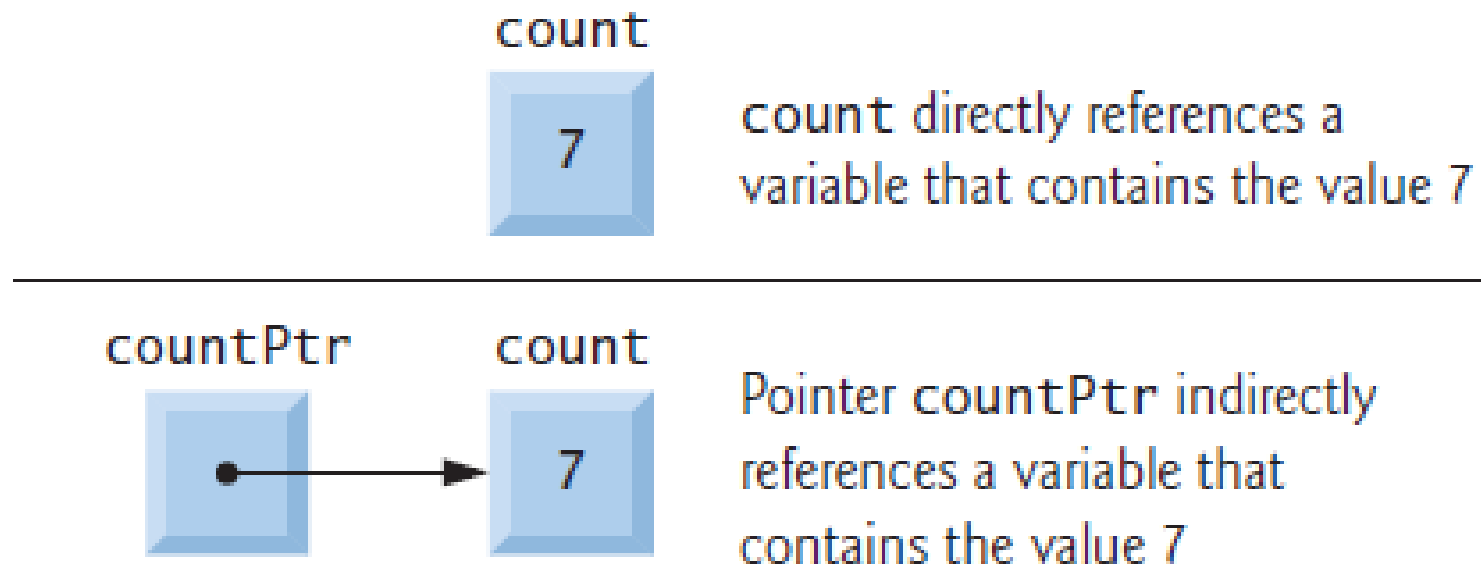 count
7
count directly references a
variable that contains the value 7
countPtr
count
7
Pointer countPtr indirectly
references a variable that
contains the value 7